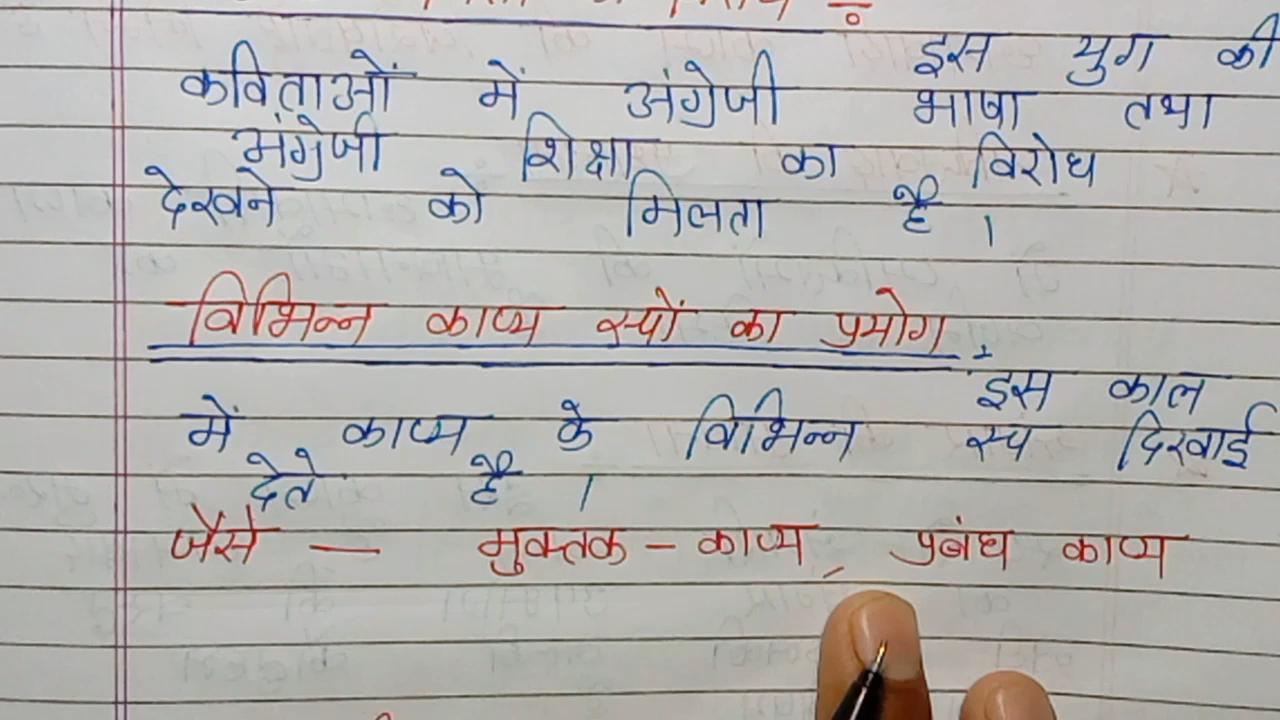 इस युग की
कविताओं में अंग्रेजी भाषा तथा
अंग्रेजी शिक्षा का विरोध
देखने को मिलता है ।
विभिन्न काव्य रूपों का प्रयोग :
इस काल
में काव्य के विभिन्न रूप दिखाई
देते है ।
जैसे — मुक्तक - काव्य, प्रबंध काव्य